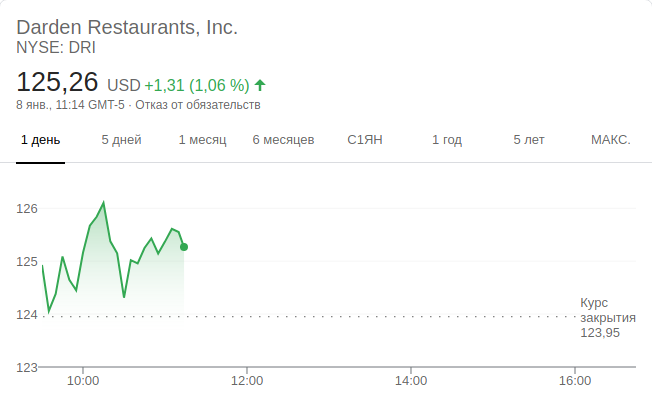 Darden Restaurants, Inc.
NYSE: DRI
125,26 USD +1,31 (1,06 %)
8 янв., 11:14 GMT-5 · Отказ от обязательств
1 день 5 дней 1 месяц 6 месяцев С1ЯН 1 год 5 лет МАКС.
126
125
124
123
Курс
закрытия
123,95
10:00 12:00 14:00 16:00